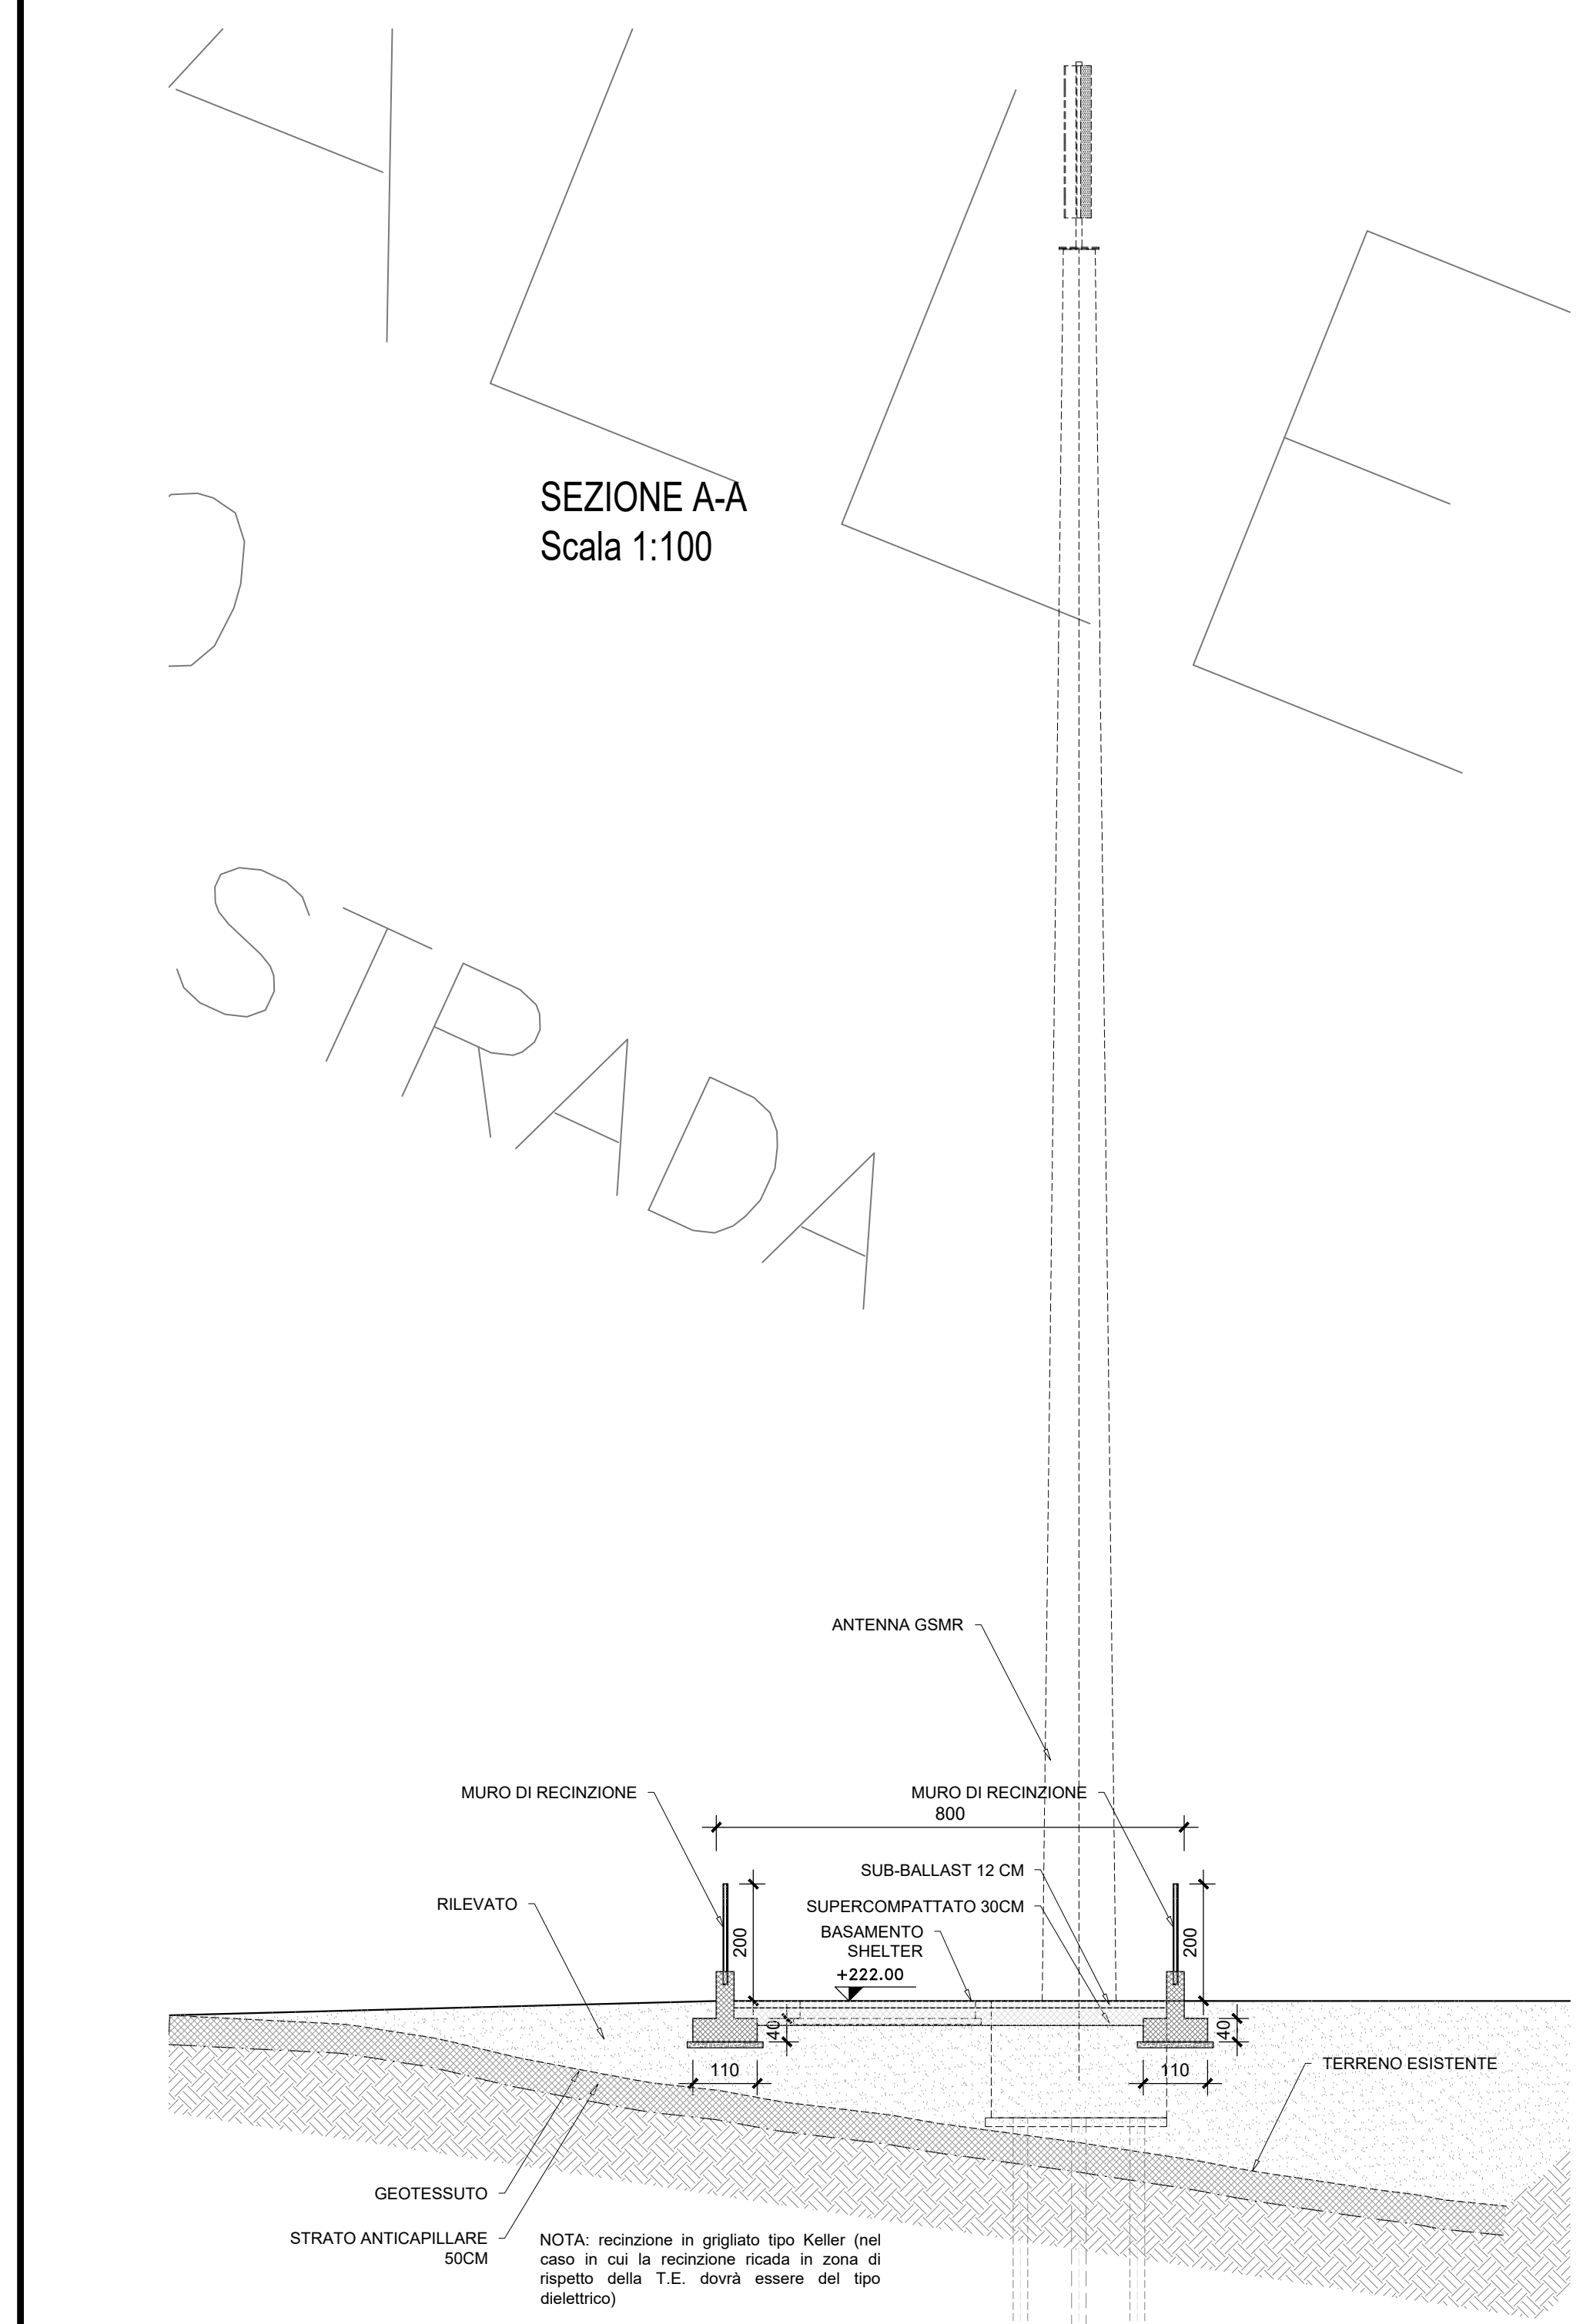 SEZIONE A-A
Scala 1:100
STRADA
ANTENNA GSMR
MURO DI RECINZIONE
MURO DI RECINZIONE
800
SUB-BALLAST 12 CM
RILEVATO
SUPERCOMPATTATO 30CM
BASAMENTO
SHELTER
200
200
+222.00
40
40
110
110
TERRENO ESISTENTE
GEOTESSUTO
STRATO ANTICAPILLARE
50CM
NOTA: recinzione in grigliato tipo Keller (nel
caso in cui la recinzione ricada in zona di
rispetto della T.E. dovrà essere del tipo
dielettrico)